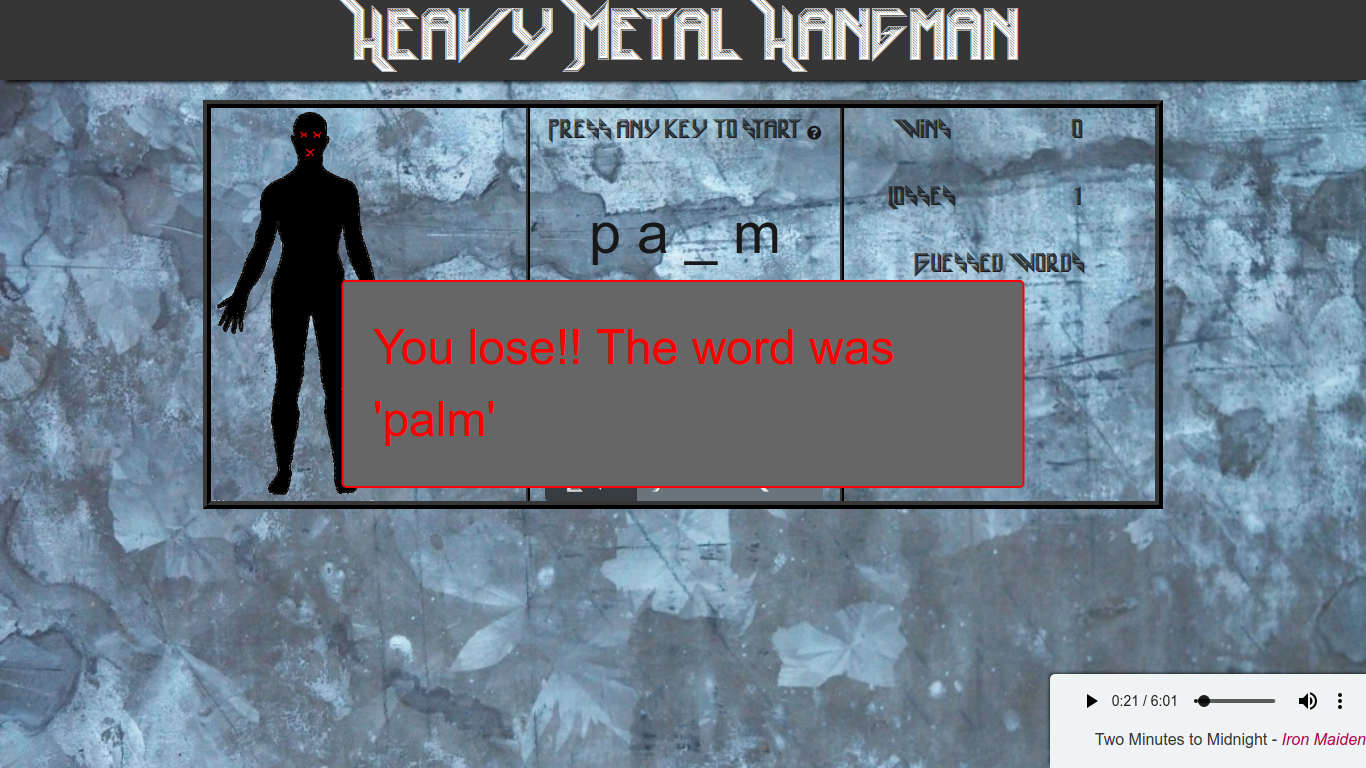 Heavy Metal Hangman
Press any key to start ?
Wins 0
Losses 1
p a _ m
Guessed Words
You lose!! The word was
'palm'
0:21 / 6:01
Two Minutes to Midnight - Iron Maiden